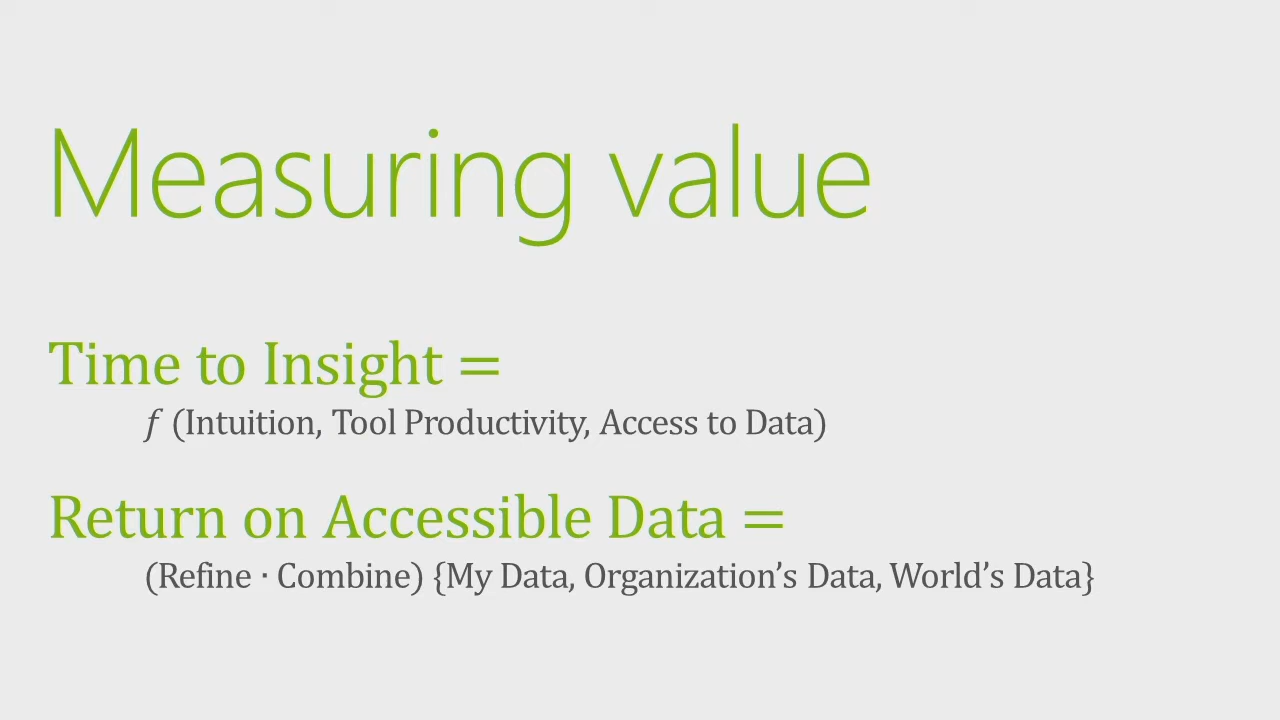 Measuring value
Time to Insight =
f (Intuition, Tool Productivity, Access to Data)
Return on Accessible Data =
(Refine · Combine) {My Data, Organization’s Data, World’s Data}